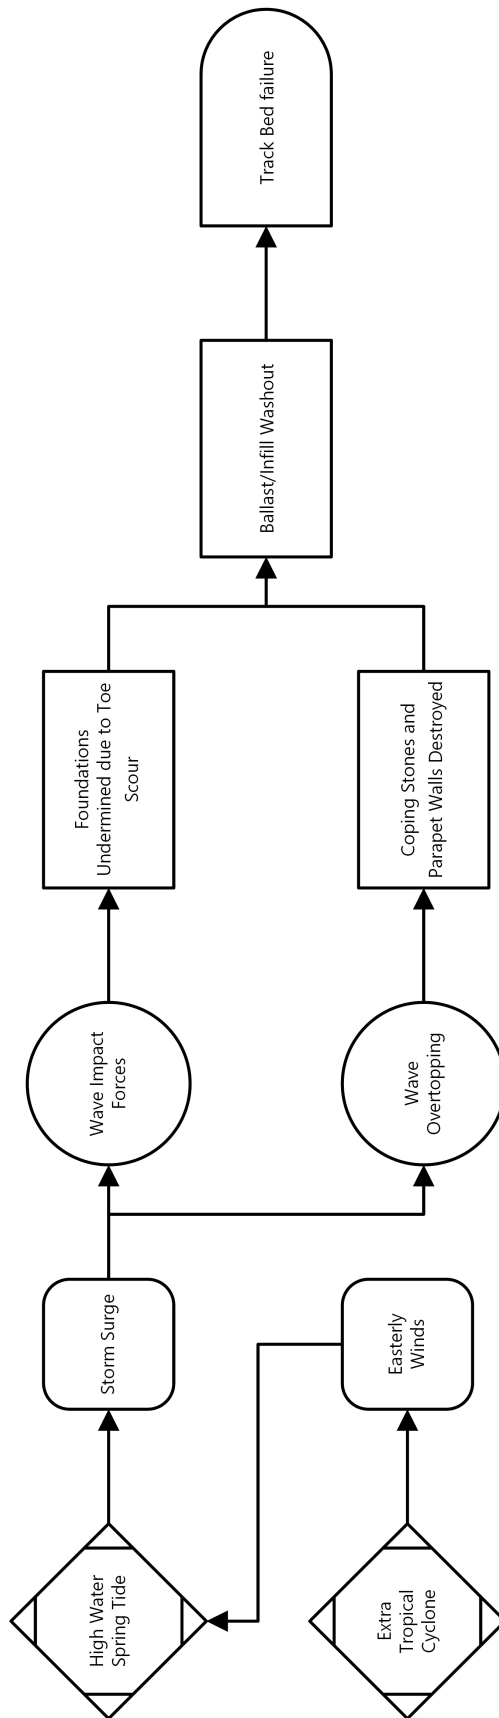 High Water
Spring Tide
Extra
Tropical
Cyclone
Storm Surge
Easterly
Winds
Wave Impact
Forces
Wave
Overtopping
Foundations
Undermined due to Toe
Scour
Coping Stones and
Parapet Walls Destroyed
Ballast/Infill Washout
Track Bed failure